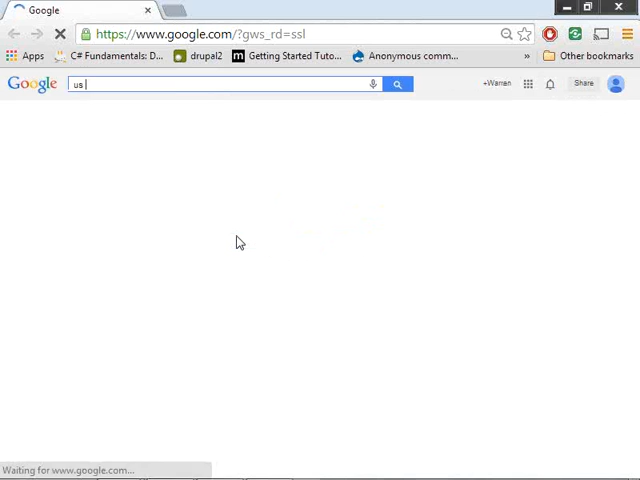 Google
https://www.google.com/?gws_rd=ssl
Apps C# Fundamentals: D... drupal2 m Getting Started Tuto... Anonymous comm... » Other bookmarks
Google us +Warren Share
Waiting for www.google.com...